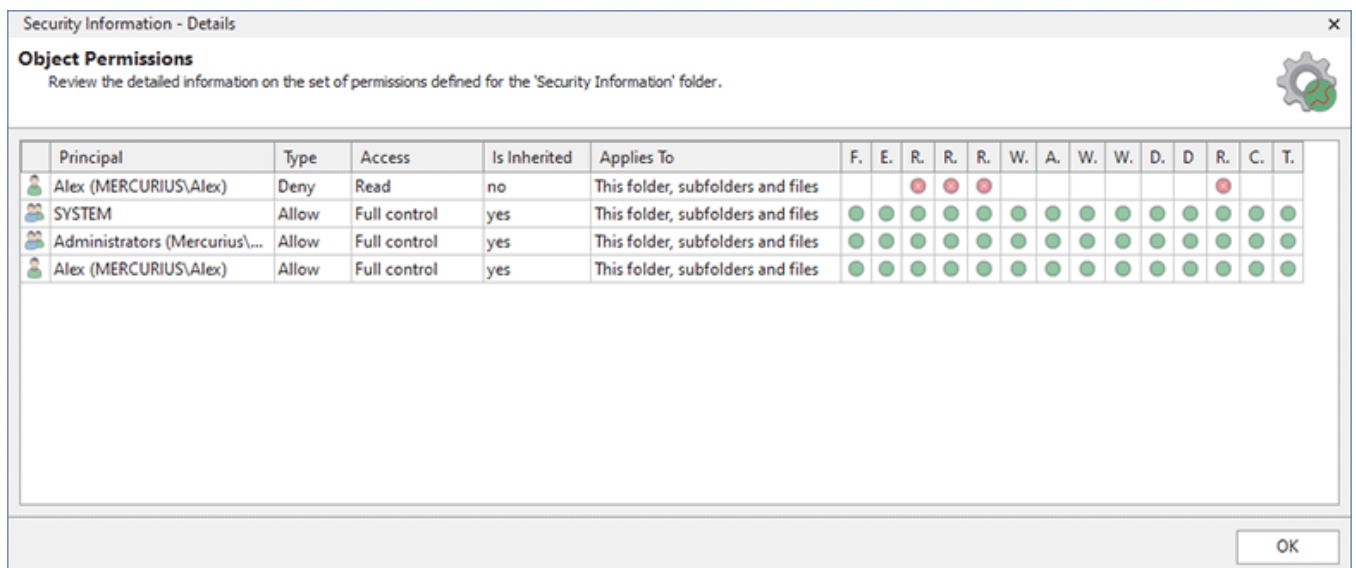 Security Information - Details
Object Permissions
Review the detailed information on the set of permissions defined for the 'Security Information' folder.
Principal Type Access Is Inherited Applies To F. E. R. R. R. W. A. W. W. D. D R. C. T.
Alex (MERCURIUS\Alex) Deny Read no This folder, subfolders and files
SYSTEM Allow Full control yes This folder, subfolders and files
Administrators (Mercurius\... Allow Full control yes This folder, subfolders and files
Alex (MERCURIUS\Alex) Allow Full control yes This folder, subfolders and files
OK